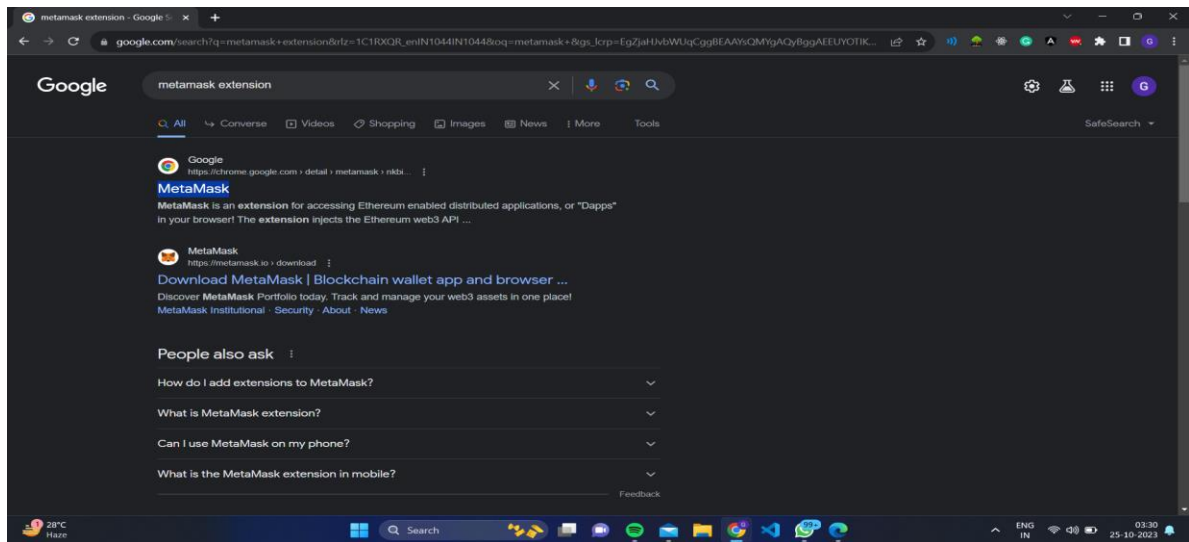 metamask extension - Google S
google.com/search?q=metamask+extension&rlz=1C1RXQR_enIN1044IN1044&oq=metamask+&gs_lcrp=
Google
metamask extension
G
All Converse Videos Shopping Images News More Tools
SafeSearch
Google
https://chrome.google.com › detail › metamask › nkbi...
MetaMask
MetaMask is an extension for accessing Ethereum enabled distributed applications, or "Dapps"
in your browser! The extension injects the Ethereum web3 API ...
MetaMask
https://metamask.io › download
Download MetaMask | Blockchain wallet app and browser ...
Discover MetaMask Portfolio today. Track and manage your web3 assets in one place!
MetaMask Institutional · Security · About · News
People also ask
How do I add extensions to MetaMask?
What is MetaMask extension?
Can I use MetaMask on my phone?
What is the MetaMask extension in mobile?
Feedback
28°C
Haze
Search
99+
ENG
IN
03:30
25-10-2023